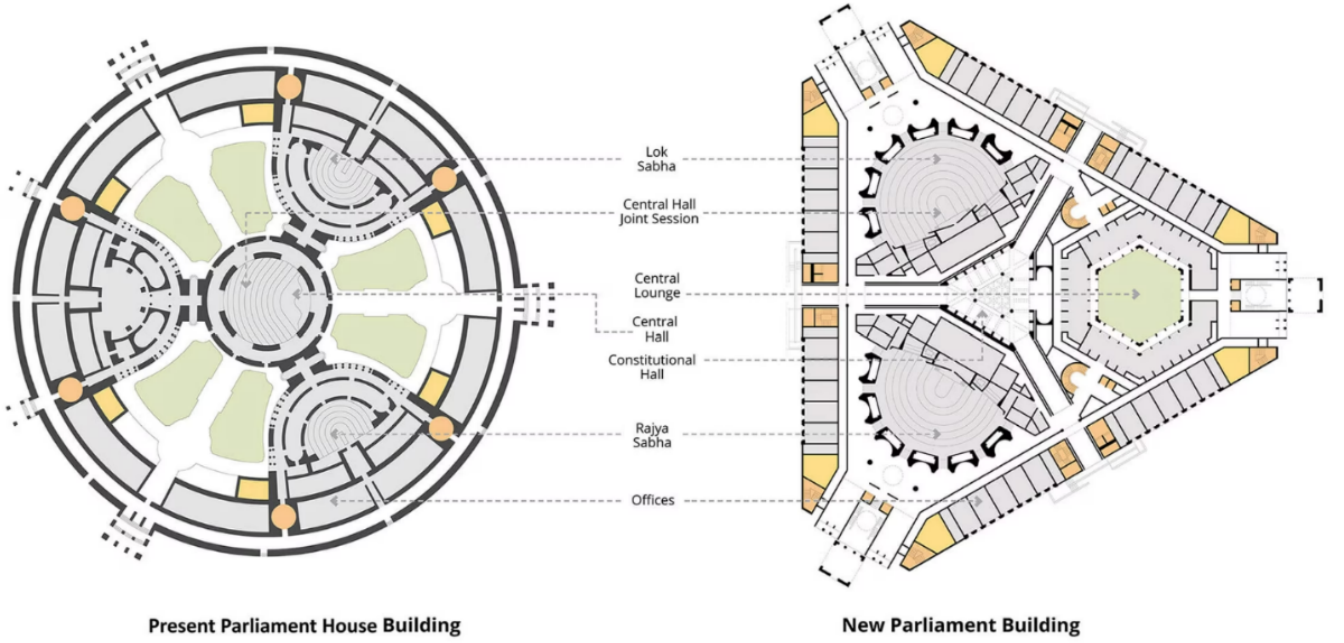 Lok
Sabha
Central Hall
Joint Session
Central
Lounge
Central
Hall
Constitutional
Hall
Rajya
Sabha
Offices
Present Parliament House Building
New Parliament Building